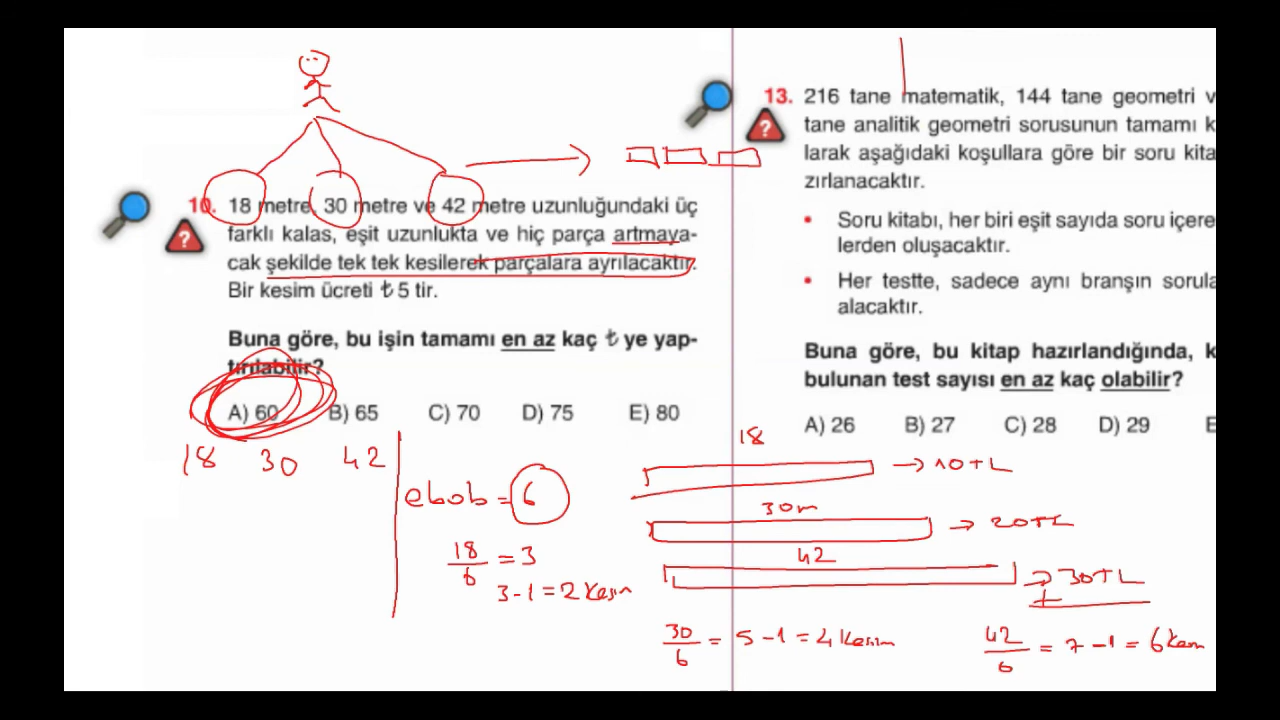 10. 18 metre, 30 metre ve 42 metre uzunluğundaki üç
farklı kalas, eşit uzunlukta ve hiç parça artmaya-
cak şekilde tek tek kesilerek parçalara ayrılacaktır.
Bir kesim ücreti ₺ 5 tir.
Buna göre, bu işin tamamı en az kaç ₺ ye yap-
tırılabilir?
A) 60 B) 65 C) 70 D) 75 E) 80
18 30 42
ebob = 6
18/6 = 3
3-1 = 2 Kesim
13. 216 tane matematik, 144 tane geometri v
tane analitik geometri sorusunun tamamı k
larak aşağıdaki koşullara göre bir soru kita
zırlanacaktır.
• Soru kitabı, her biri eşit sayıda soru içere
lerden oluşacaktır.
• Her testte, sadece aynı branşın sorula
alacaktır.
Buna göre, bu kitap hazırlandığında, k
bulunan test sayısı en az kaç olabilir?
A) 26 B) 27 C) 28 D) 29 E
18
→ 10TL
30m
→ 20TL
42
→ 30TL
+
30/6 = 5-1 = 4 Kesim
42/6 = 7-1 = 6 Kesm